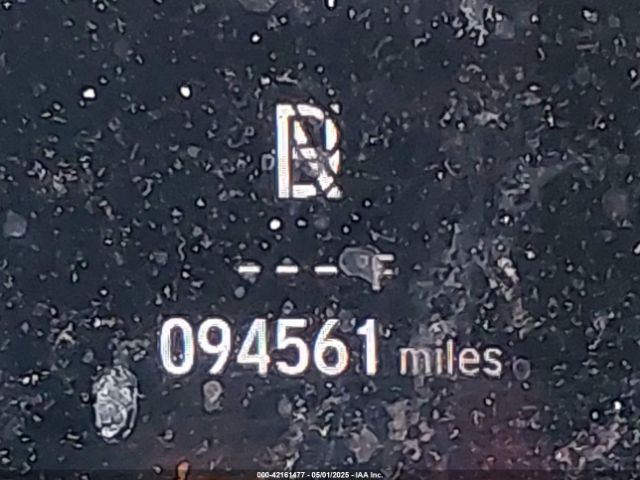 R
---°F
094561 miles
000-42161477 - 05/01/2025 - IAA Inc.